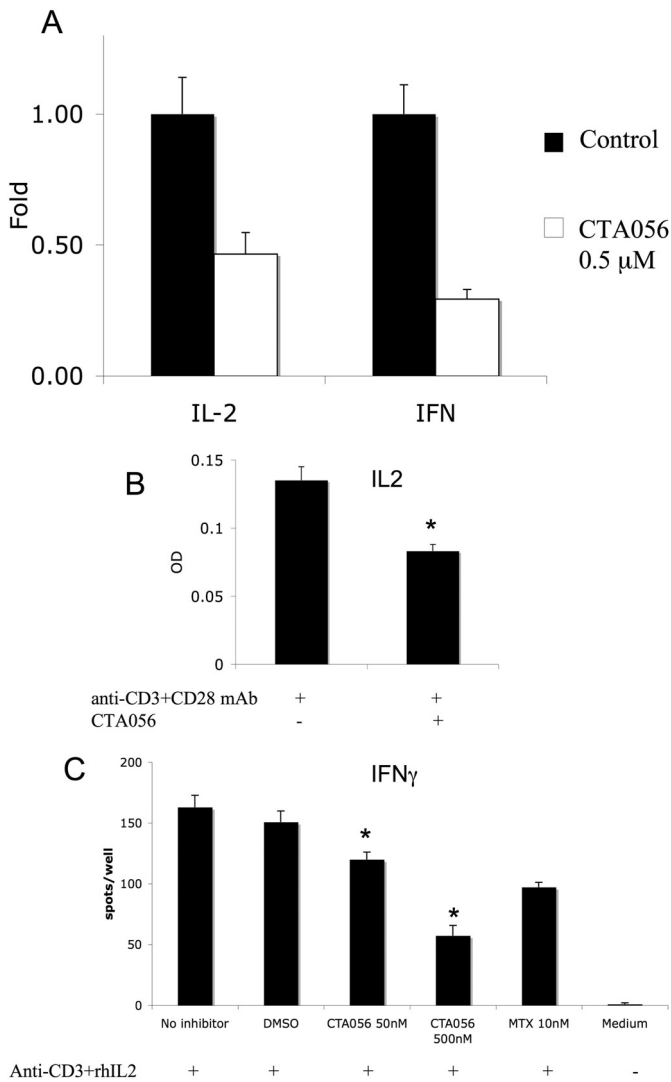 A
1.00
0.50
0.00
Fold
IL-2 IFN
Control
CTA056
0.5 μM
B
IL2
0.15
0.1
0.05
0
OD
*
anti-CD3+CD28 mAb + +
CTA056 - +
C
IFNγ
200
150
100
50
0
spots/well
*
*
No inhibitor DMSO CTA056 50nM CTA056 MTX 10nM Medium
500nM
Anti-CD3+rhIL2 + + + + + -